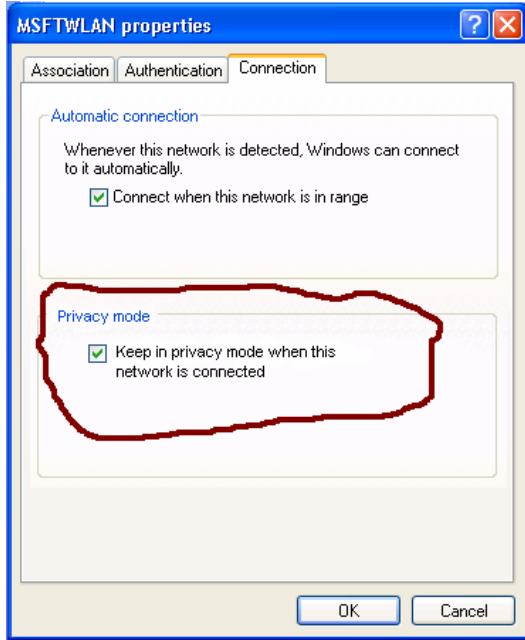 MSFTWLAN properties
Association Authentication Connection
Automatic connection
Whenever this network is detected, Windows can connect
to it automatically.
Connect when this network is in range
Privacy mode
Keep in privacy mode when this
network is connected
OK Cancel